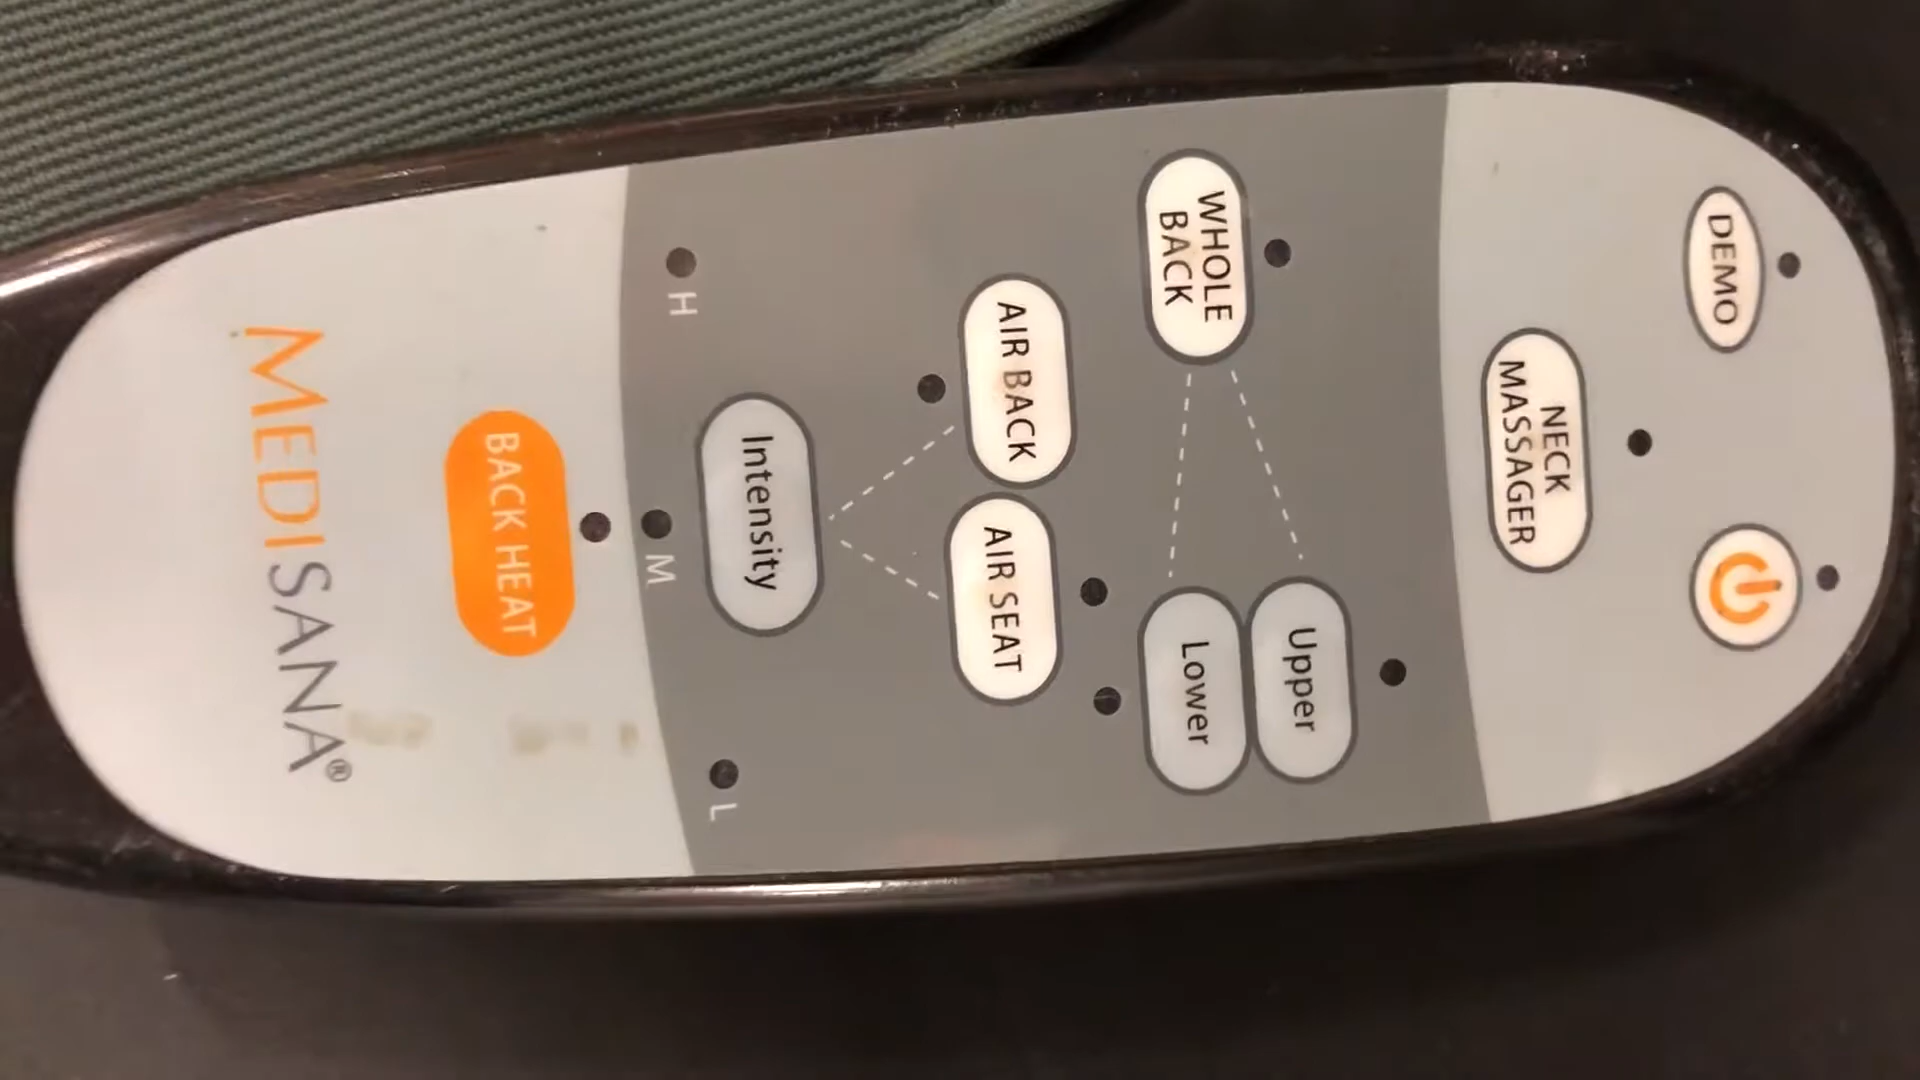 DEMO
NECK
MASSAGER
WHOLE
BACK
Upper
Lower
AIR BACK
AIR SEAT
Intensity
H
M
L
BACK HEAT
MEDISANA®